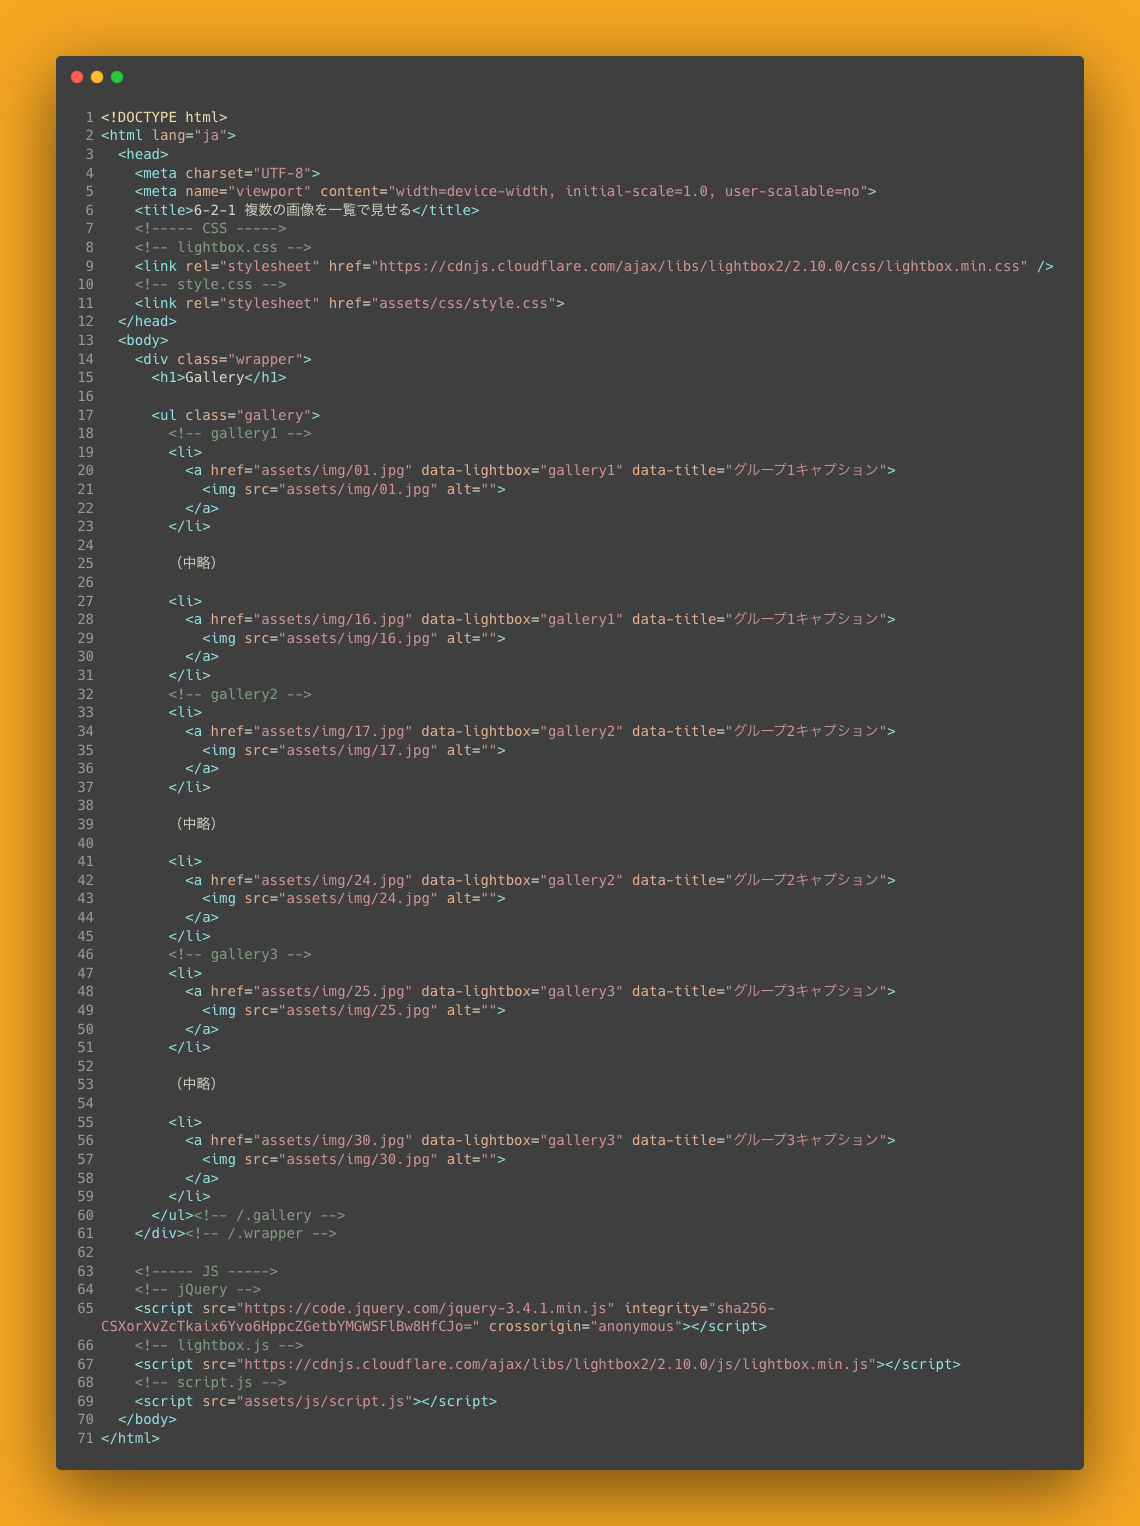 1 <!DOCTYPE html>
2 <html lang="ja">
3   <head>
4     <meta charset="UTF-8">
5     <meta name="viewport" content="width=device-width, initial-scale=1.0, user-scalable=no">
6     <title>6-2-1 複数の画像を一覧で見せる</title>
7     <!----- CSS ----->
8     <!-- lightbox.css -->
9     <link rel="stylesheet" href="https://cdnjs.cloudflare.com/ajax/libs/lightbox2/2.10.0/css/lightbox.min.css" />
10     <!-- style.css -->
11     <link rel="stylesheet" href="assets/css/style.css">
12   </head>
13   <body>
14     <div class="wrapper">
15       <h1>Gallery</h1>
16
17       <ul class="gallery">
18         <!-- gallery1 -->
19         <li>
20           <a href="assets/img/01.jpg" data-lightbox="gallery1" data-title="グループ1キャプション">
21             <img src="assets/img/01.jpg" alt="">
22           </a>
23         </li>
24
25         （中略）
26
27         <li>
28           <a href="assets/img/16.jpg" data-lightbox="gallery1" data-title="グループ1キャプション">
29             <img src="assets/img/16.jpg" alt="">
30           </a>
31         </li>
32         <!-- gallery2 -->
33         <li>
34           <a href="assets/img/17.jpg" data-lightbox="gallery2" data-title="グループ2キャプション">
35             <img src="assets/img/17.jpg" alt="">
36           </a>
37         </li>
38
39         （中略）
40
41         <li>
42           <a href="assets/img/24.jpg" data-lightbox="gallery2" data-title="グループ2キャプション">
43             <img src="assets/img/24.jpg" alt="">
44           </a>
45         </li>
46         <!-- gallery3 -->
47         <li>
48           <a href="assets/img/25.jpg" data-lightbox="gallery3" data-title="グループ3キャプション">
49             <img src="assets/img/25.jpg" alt="">
50           </a>
51         </li>
52
53         （中略）
54
55         <li>
56           <a href="assets/img/30.jpg" data-lightbox="gallery3" data-title="グループ3キャプション">
57             <img src="assets/img/30.jpg" alt="">
58           </a>
59         </li>
60       </ul><!-- /.gallery -->
61     </div><!-- /.wrapper -->
62
63     <!----- JS ----->
64     <!-- jQuery -->
65     <script src="https://code.jquery.com/jquery-3.4.1.min.js" integrity="sha256-
CSXorXvZcTkaix6Yvo6HppcZGetbYMGWSFlBw8HfCJo=" crossorigin="anonymous"></script>
66     <!-- lightbox.js -->
67     <script src="https://cdnjs.cloudflare.com/ajax/libs/lightbox2/2.10.0/js/lightbox.min.js"></script>
68     <!-- script.js -->
69     <script src="assets/js/script.js"></script>
70   </body>
71 </html>